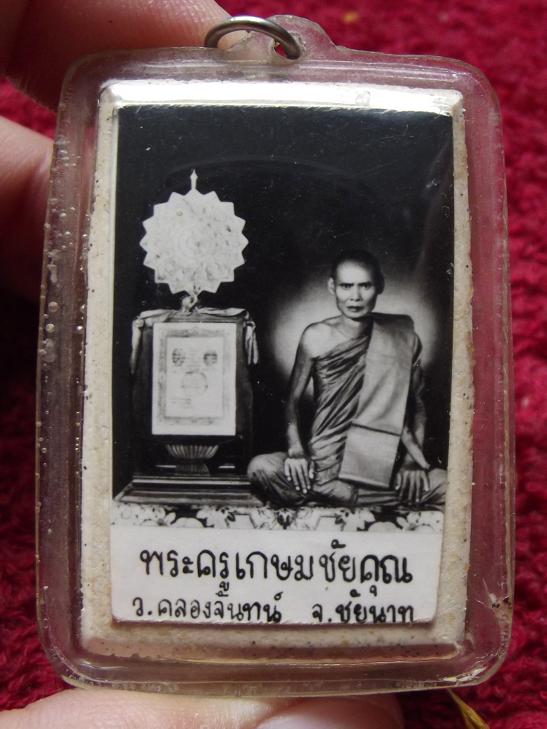 พระครูเกษมชัยคุณ
ว.คลองจันทน์ จ.ชัยนาท